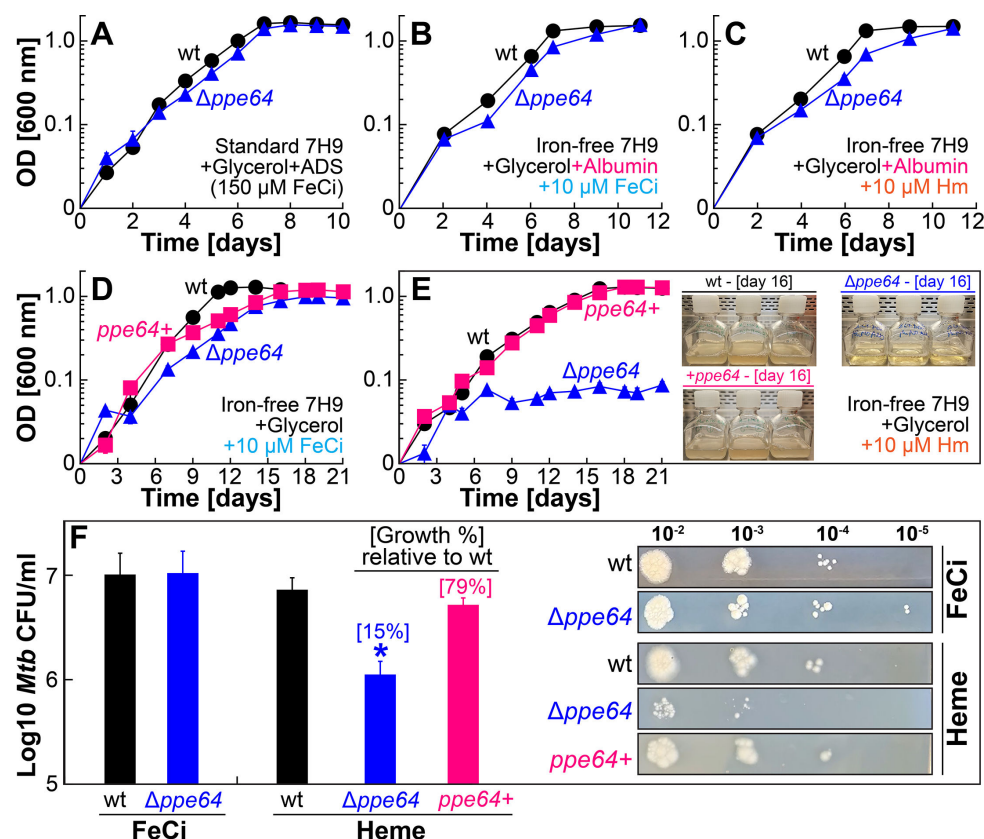 A
OD [600 nm]
1.0
0.1
0
wt
Δppe64
Standard 7H9
+Glycerol+ADS
(150 µM FeCi)
0 2 4 6 8 10
Time [days]
B
1.0
0.1
0
wt
Δppe64
Iron-free 7H9
+Glycerol+Albumin
+10 µM FeCi
0 2 4 6 8 10 12
Time [days]
C
1.0
0.1
0
wt
Δppe64
Iron-free 7H9
+Glycerol+Albumin
+10 µM Hm
0 2 4 6 8 10 12
Time [days]
D
OD [600 nm]
1.0
0.1
0
wt
ppe64+
Δppe64
Iron-free 7H9
+Glycerol
+10 µM FeCi
0 3 6 9 12 15 18 21
Time [days]
E
1.0
0.1
0
wt
ppe64+
Δppe64
0 3 6 9 12 15 18 21
Time [days]
wt - [day 16]
Δppe64 - [day 16]
+ppe64 - [day 16]
Iron-free 7H9
+Glycerol
+10 µM Hm
F
Log10 Mtb CFU/ml
7
6
5
[Growth %]
relative to wt
[15%]
*
[79%]
wt Δppe64 wt Δppe64 ppe64+
FeCi Heme
10-2 10-3 10-4 10-5
wt
Δppe64
FeCi
wt
Δppe64
ppe64+
Heme